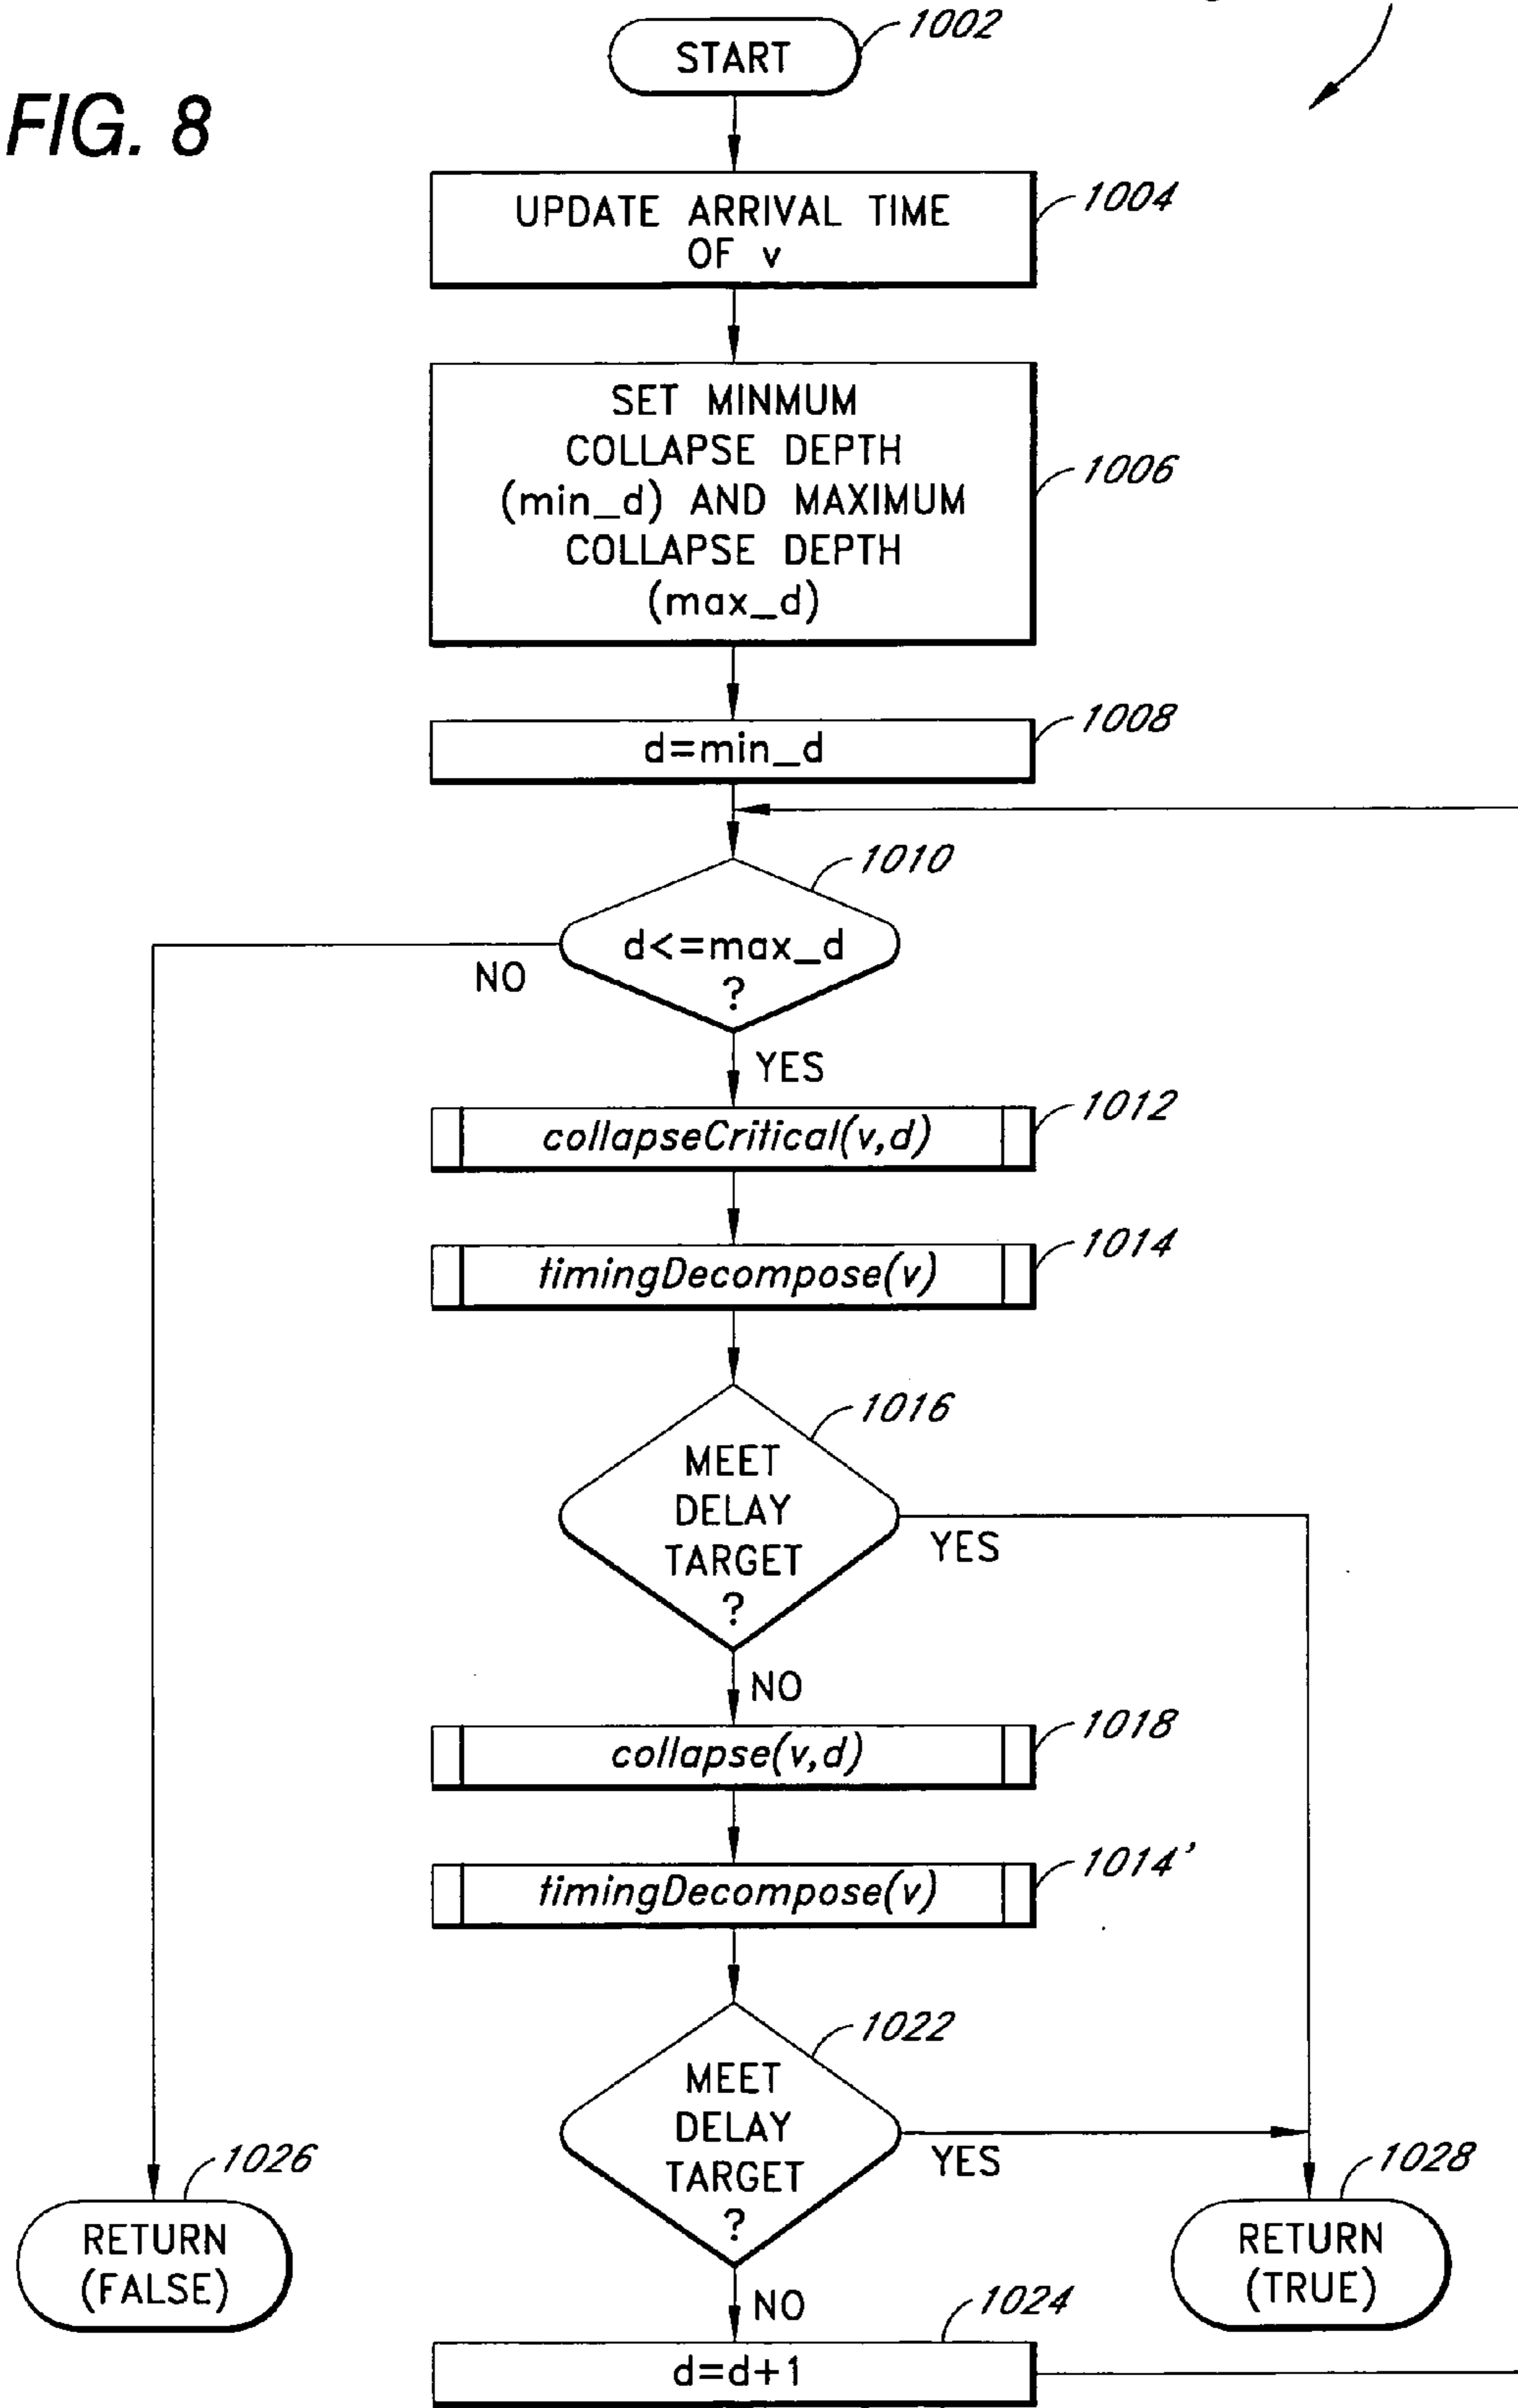 FIG. 8
START
1002
UPDATE ARRIVAL TIME
OF v
1004
SET MINMUM
COLLAPSE DEPTH
(min_d) AND MAXIMUM
COLLAPSE DEPTH
(max_d)
1006
d=min_d
1008
1010
d<=max_d
?
NO
YES
collapseCritical(v,d)
1012
timingDecompose(v)
1014
1016
MEET
DELAY
TARGET
?
YES
NO
collapse(v,d)
1018
timingDecompose(v)
1014'
1022
MEET
DELAY
TARGET
?
YES
NO
1026
RETURN
(FALSE)
1028
RETURN
(TRUE)
1024
d=d+1